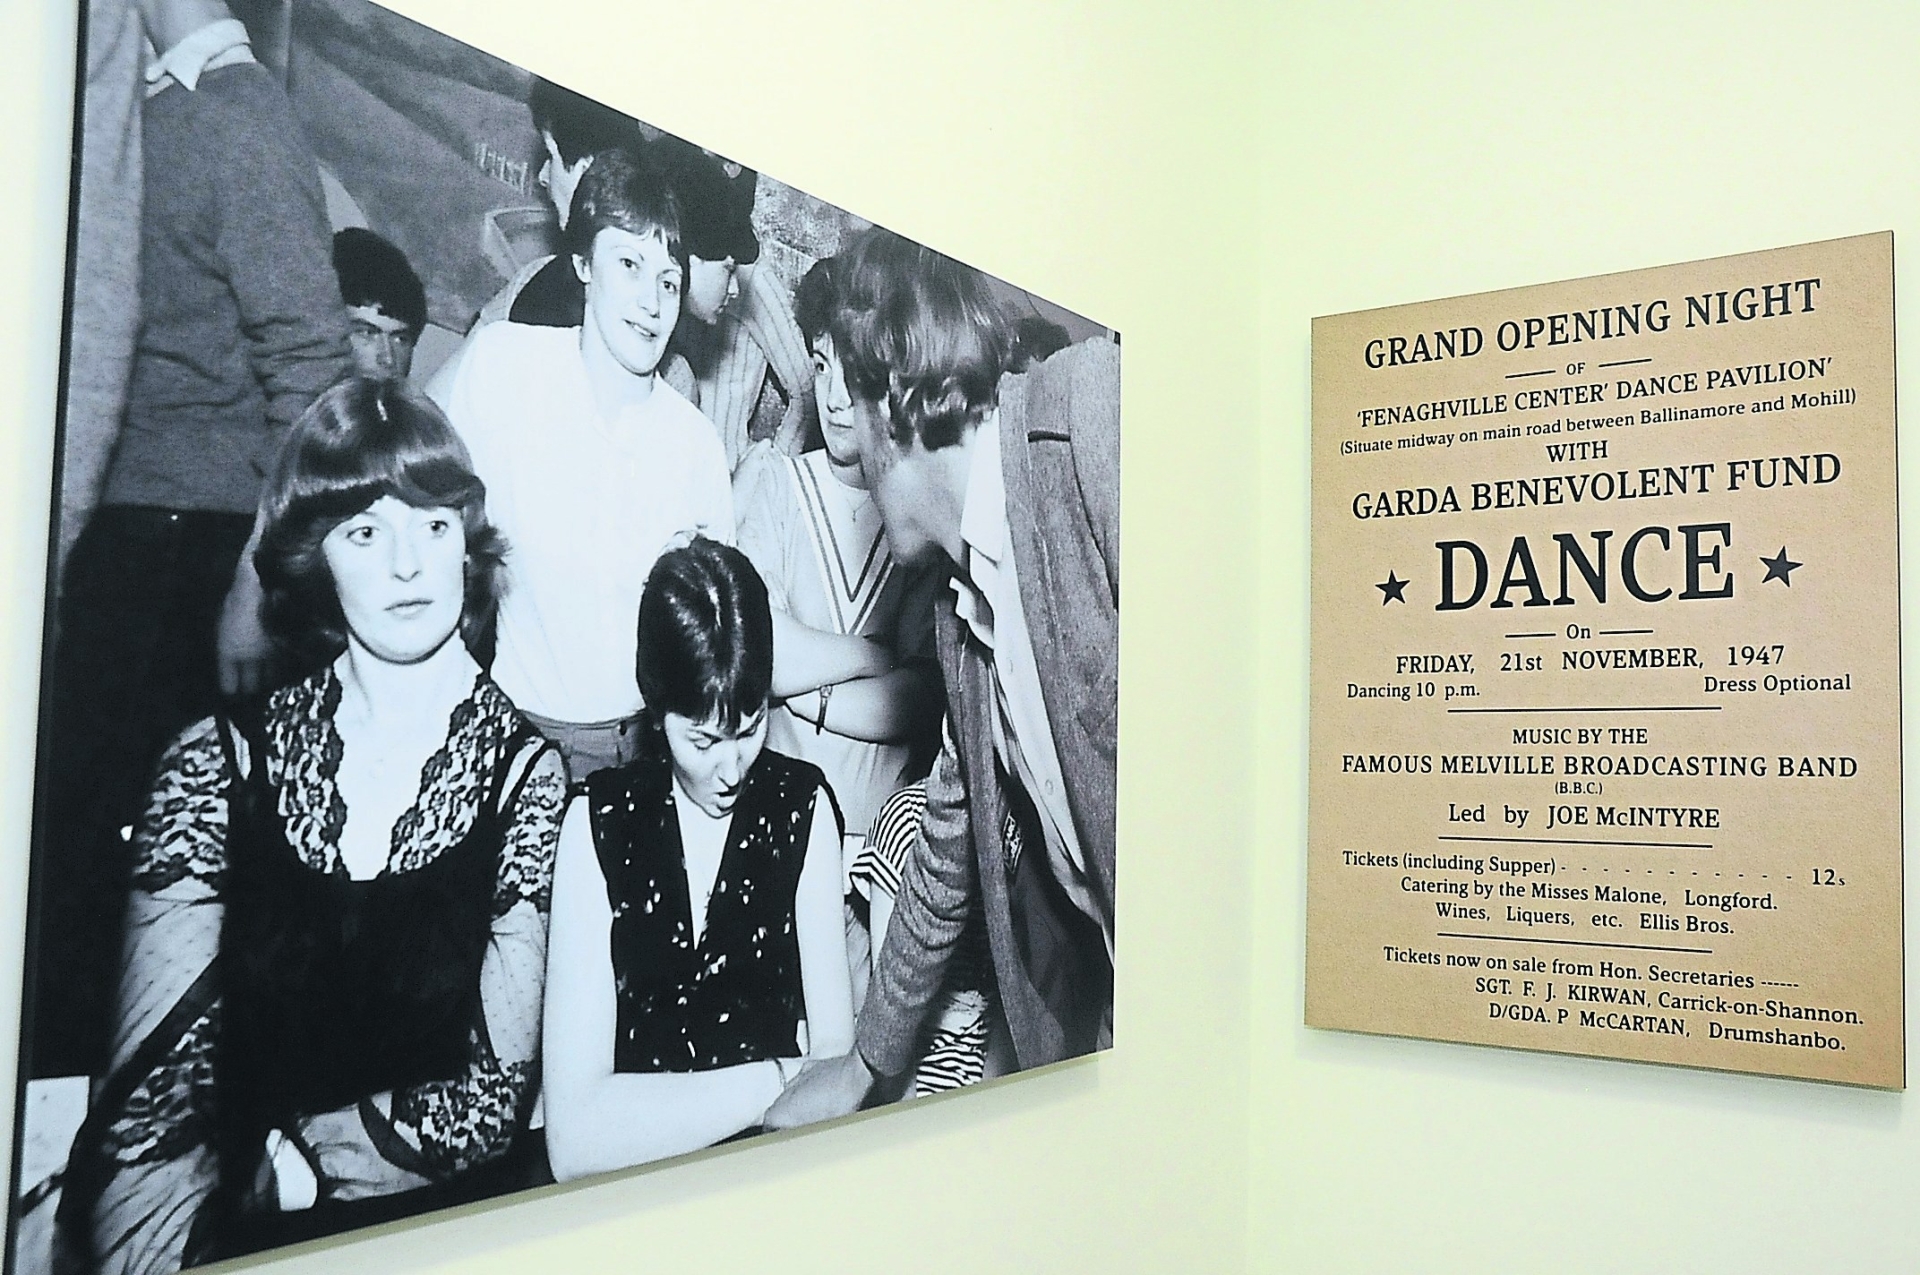 GRAND OPENING NIGHT
OF
'FENAGHVILLE CENTER' DANCE PAVILION'
(Situate midway on main road between Ballinamore and Mohill)
WITH
GARDA BENEVOLENT FUND
★ DANCE ★
On
FRIDAY, 21st NOVEMBER, 1947
Dancing 10 p.m. Dress Optional
MUSIC BY THE
FAMOUS MELVILLE BROADCASTING BAND
(B.B.C.)
Led by JOE McINTYRE
Tickets (including Supper) - - - - - - - - - - - 12s
Catering by the Misses Malone, Longford.
Wines, Liquers, etc. Ellis Bros.
Tickets now on sale from Hon. Secretaries ------
SGT. F. J. KIRWAN, Carrick-on-Shannon.
D/GDA. P McCARTAN, Drumshanbo.